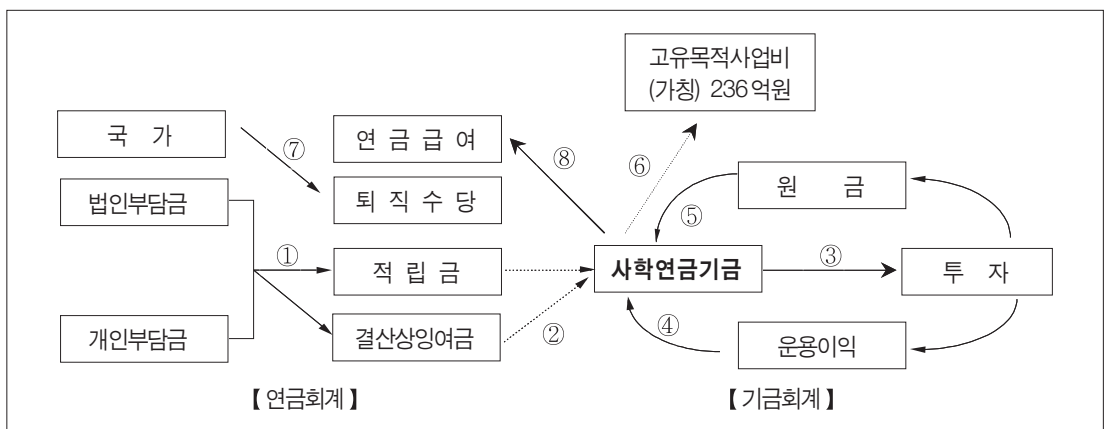 고유목적사업비
(가칭) 236억원
국 가
⑦
연 금 급 여
⑧
⑥
법인부담금
퇴 직 수 당
원 금
⑤
①
적 립 금
사학연금기금
③
투 자
개인부담금
결산상잉여금
②
④
운용이익
【 연금회계 】
【 기금회계 】